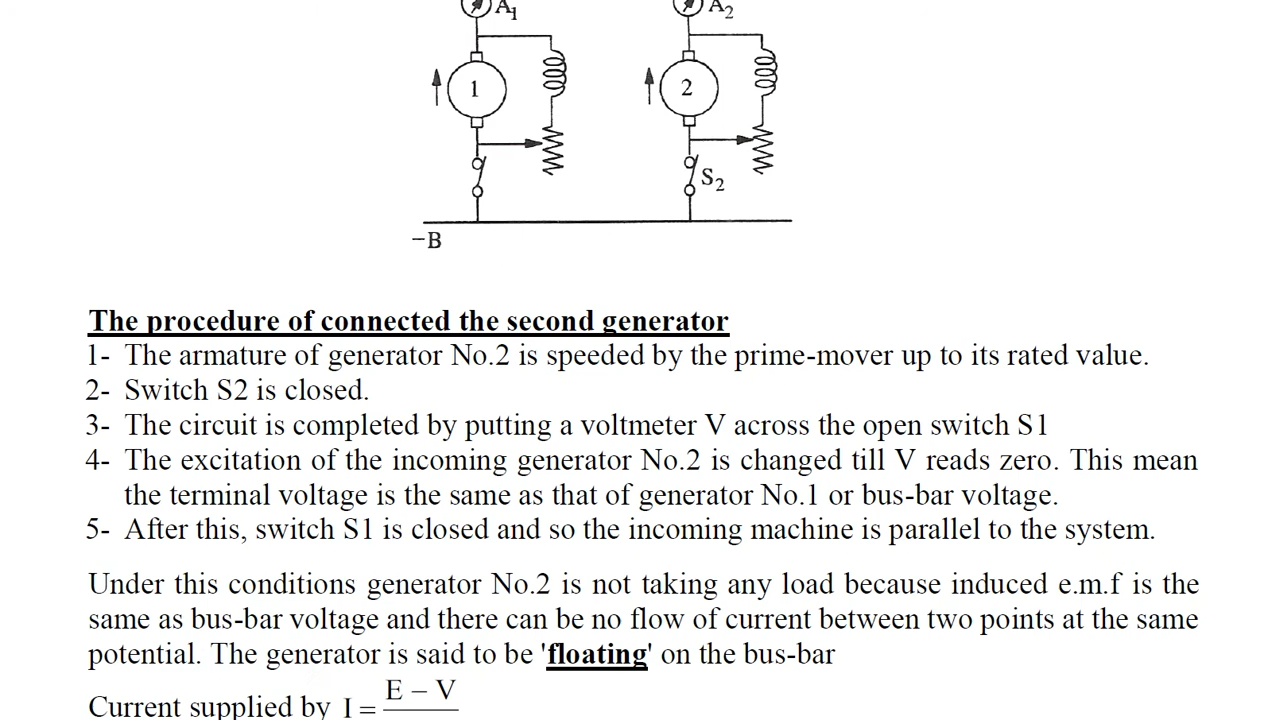 A1 A2
1 2
S2
−B
The procedure of connected the second generator
1- The armature of generator No.2 is speeded by the prime-mover up to its rated value.
2- Switch S2 is closed.
3- The circuit is completed by putting a voltmeter V across the open switch S1
4- The excitation of the incoming generator No.2 is changed till V reads zero. This mean
the terminal voltage is the same as that of generator No.1 or bus-bar voltage.
5- After this, switch S1 is closed and so the incoming machine is parallel to the system.
Under this conditions generator No.2 is not taking any load because induced e.m.f is the
same as bus-bar voltage and there can be no flow of current between two points at the same
potential. The generator is said to be 'floating' on the bus-bar
E – V
Current supplied by I =